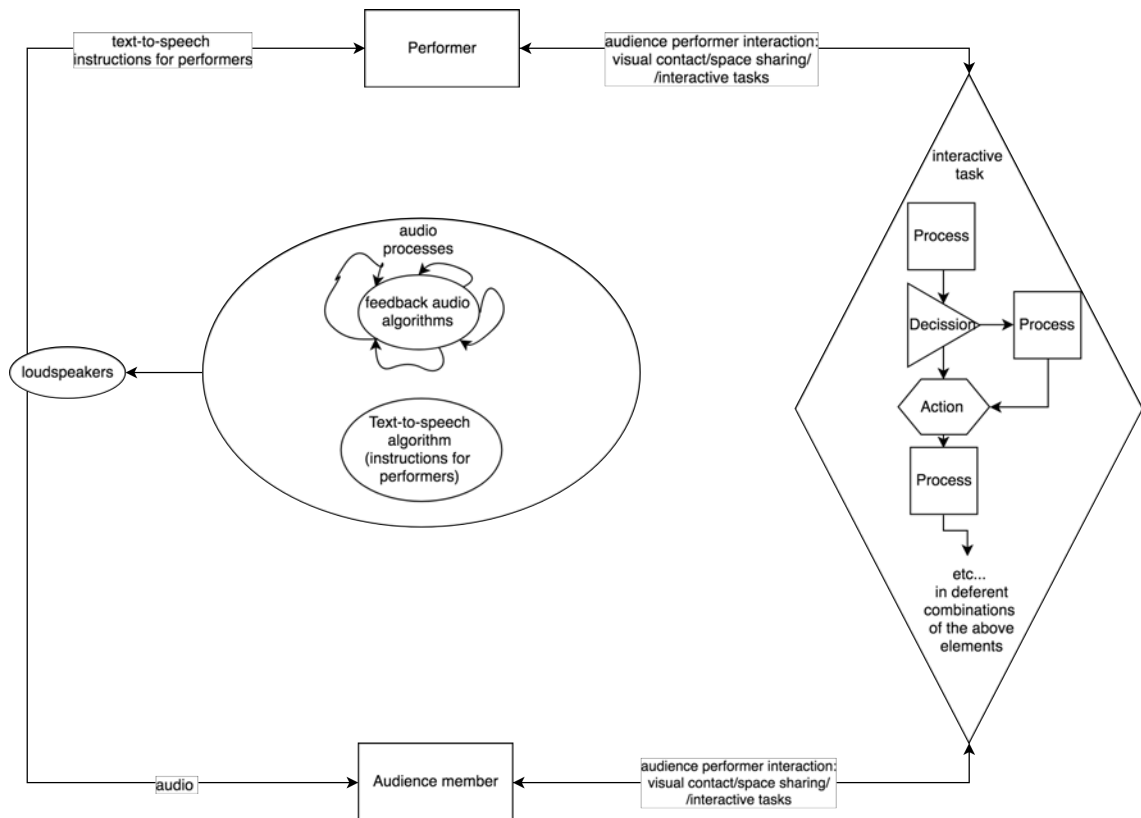 text-to-speech
instructions for performers
Performer
audience performer interaction:
visual contact/space sharing/
/interactive tasks
interactive
task
Process
Decission
Process
Action
Process
etc...
in deferent
combinations
of the above
elements
audio
processes
feedback audio
algorithms
loudspeakers
Text-to-speech
algorithm
(instructions for
performers)
audio
Audience member
audience performer interaction:
visual contact/space sharing/
/interactive tasks